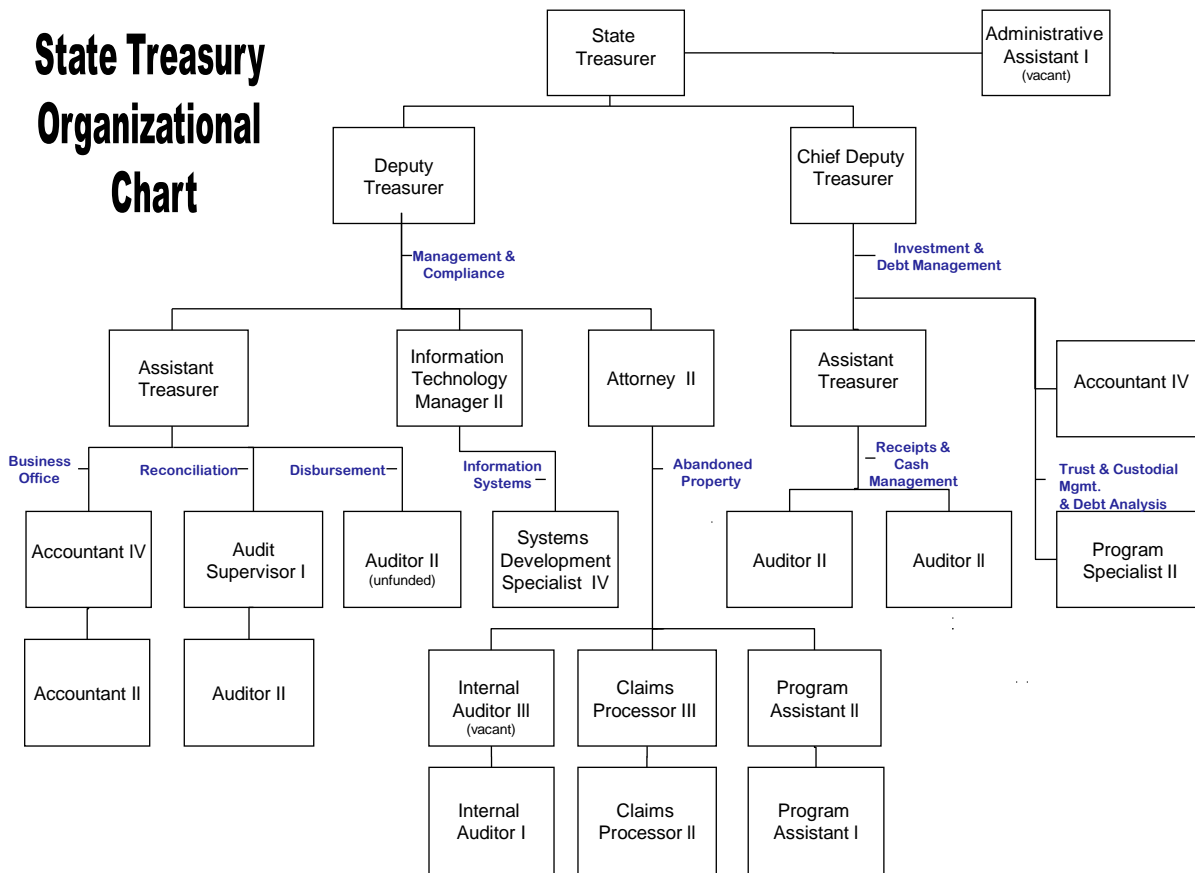 State Treasury
Organizational
Chart
State
Treasurer
Administrative
Assistant I
(vacant)
Deputy
Treasurer
Chief Deputy
Treasurer
Management &
Compliance
Investment &
Debt Management
Assistant
Treasurer
Information
Technology
Manager II
Attorney II
Assistant
Treasurer
Accountant IV
Business
Office
Reconciliation
Disbursement
Information
Systems
Abandoned
Property
Receipts &
Cash
Management
Trust & Custodial
Mgmt.
& Debt Analysis
Accountant IV
Audit
Supervisor I
Auditor II
(unfunded)
Systems
Development
Specialist IV
Auditor II
Auditor II
Program
Specialist II
Accountant II
Auditor II
Internal
Auditor III
(vacant)
Claims
Processor III
Program
Assistant II
Internal
Auditor I
Claims
Processor II
Program
Assistant I